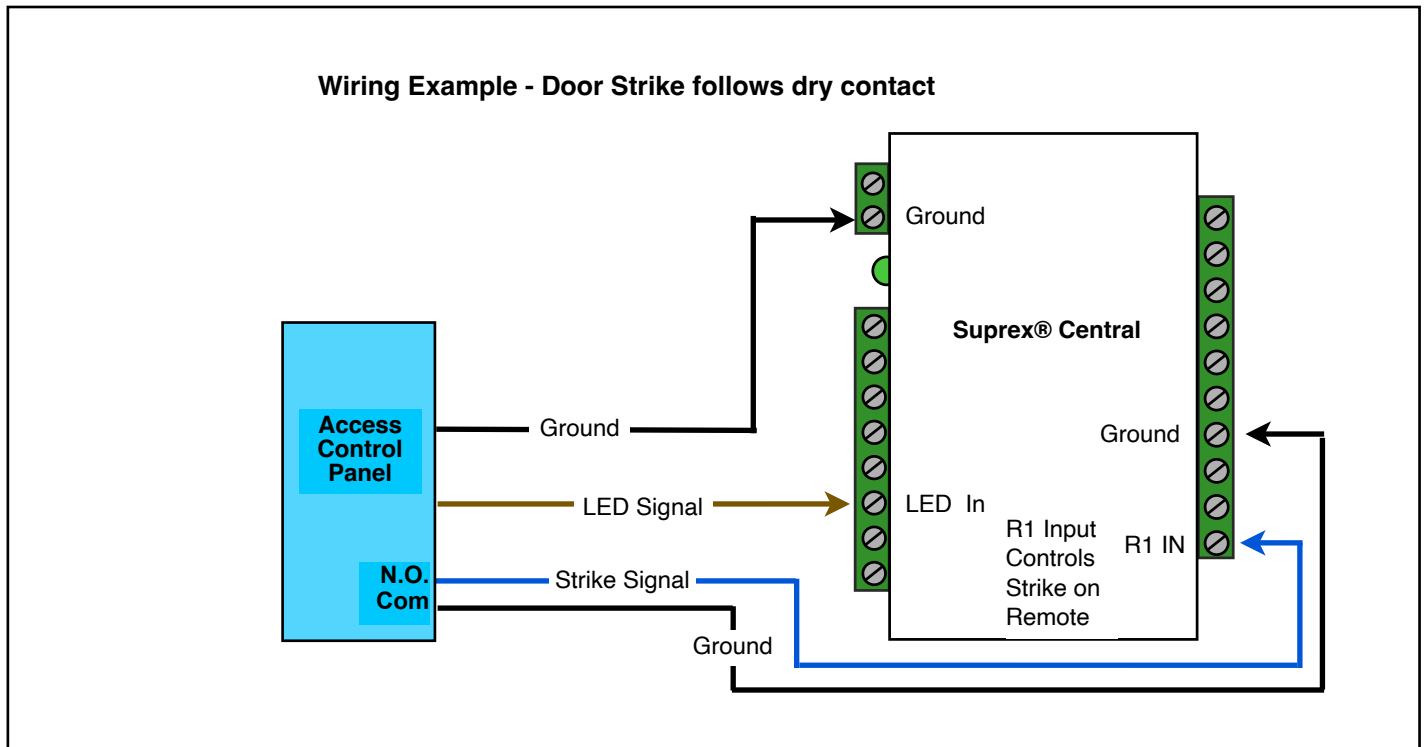 Wiring Example - Door Strike follows dry contact
Ground
Suprex® Central
Access
Control
Panel
Ground
Ground
LED Signal
LED In
R1 Input
Controls
Strike on
Remote
R1 IN
N.O.
Com
Strike Signal
Ground